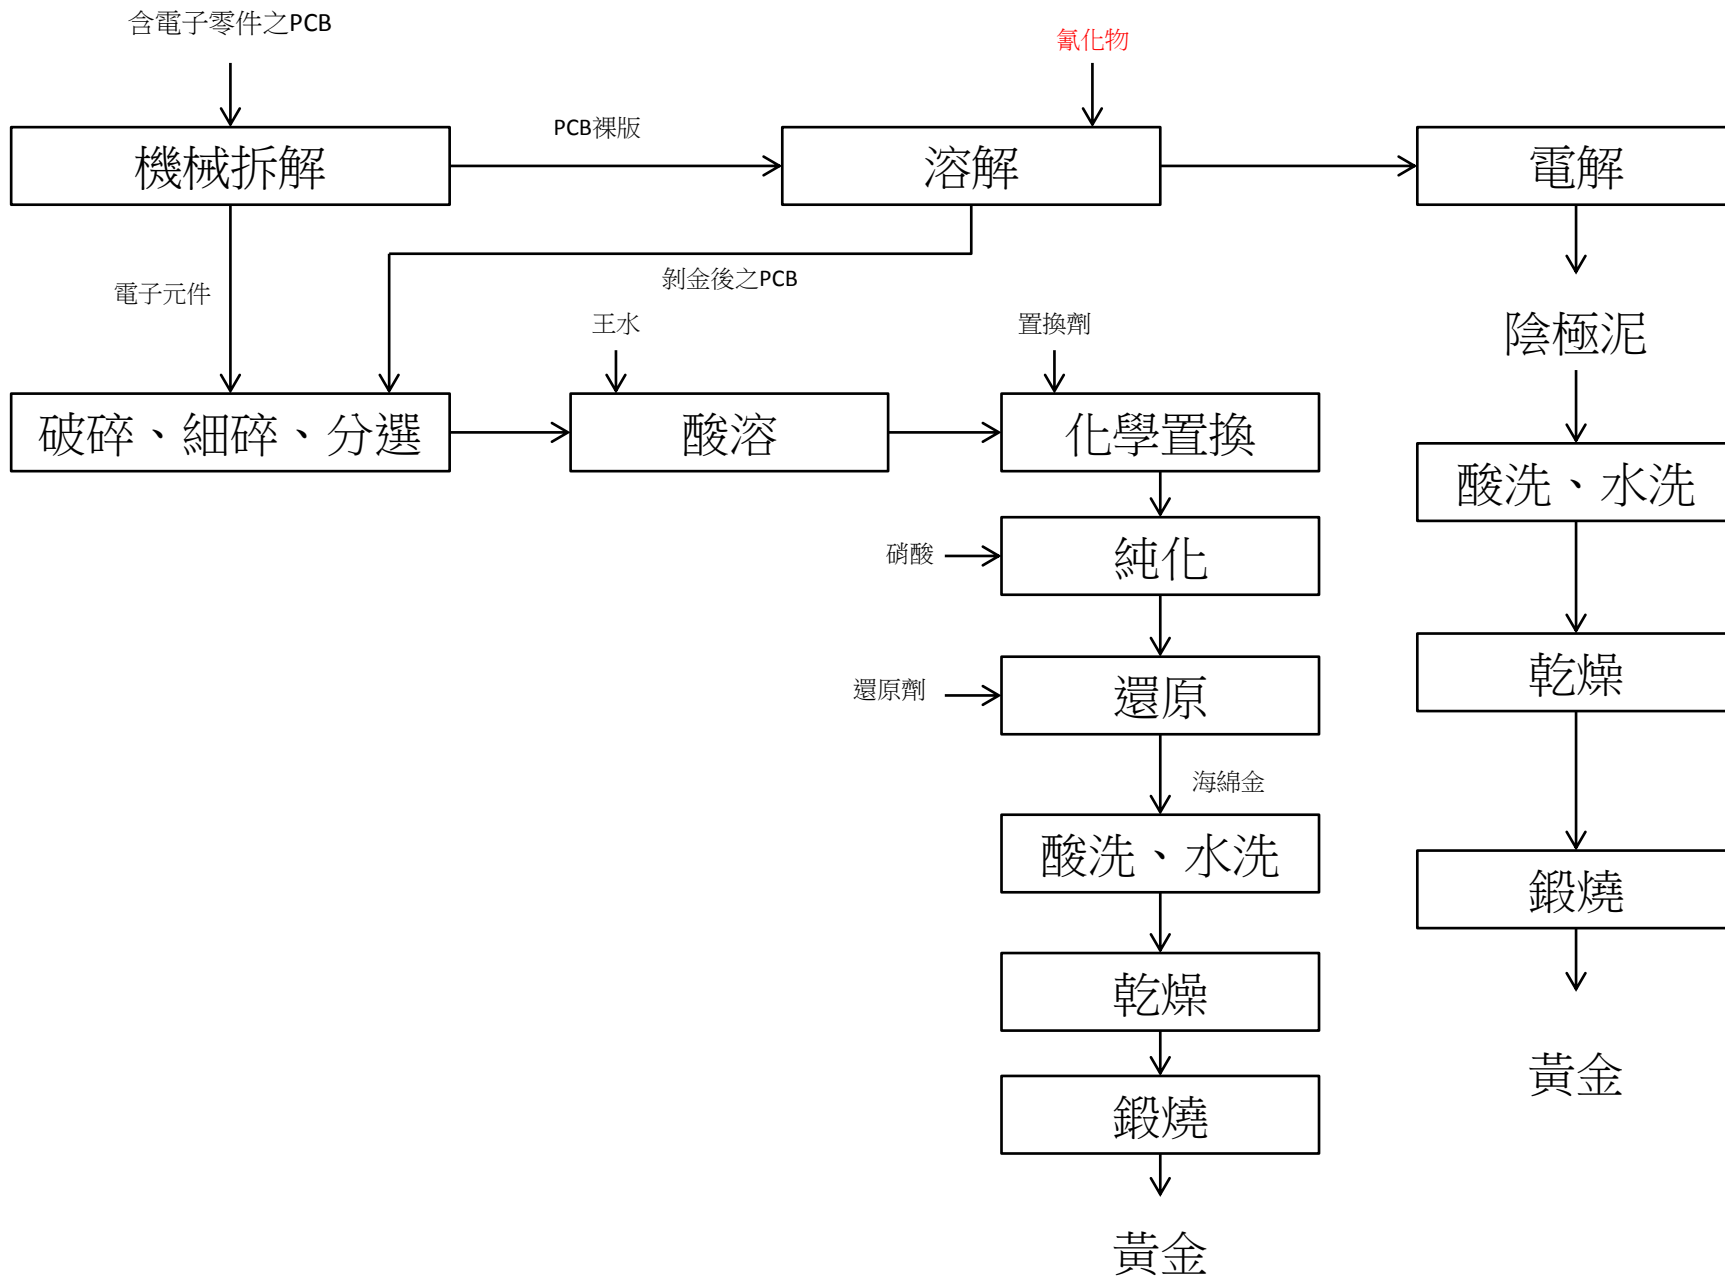 含電子零件之PCB
氰化物
PCB裸版
機械拆解
溶解
電解
電子元件
剝金後之PCB
王水
置換劑
陰極泥
破碎、細碎、分選
酸溶
化學置換
酸洗、水洗
硝酸
純化
乾燥
還原劑
還原
海綿金
酸洗、水洗
鍛燒
乾燥
黃金
鍛燒
黃金